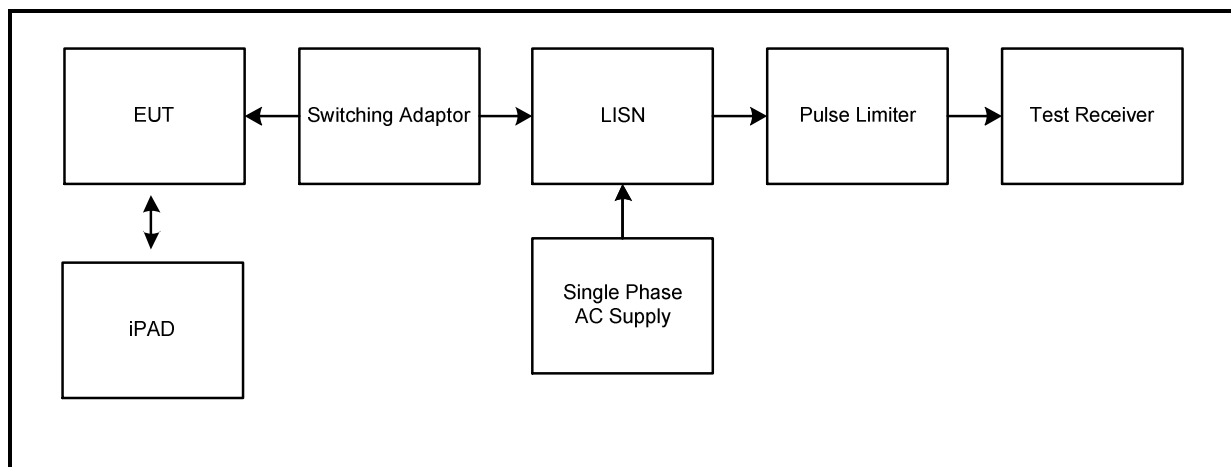 EUT
Switching Adaptor
LISN
Pulse Limiter
Test Receiver
iPAD
Single Phase
AC Supply